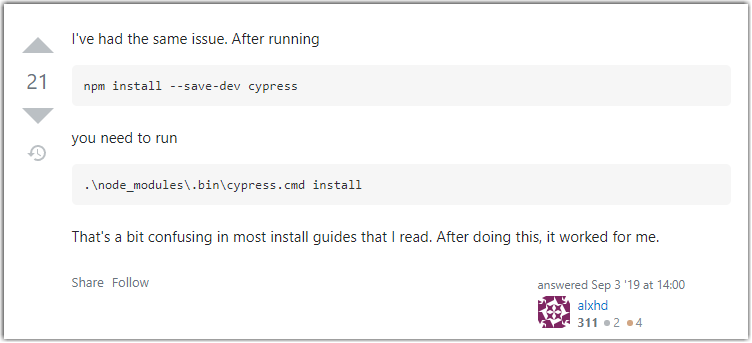 I've had the same issue. After running
21
npm install --save-dev cypress
you need to run
.\node_modules\.bin\cypress.cmd install
That's a bit confusing in most install guides that I read. After doing this, it worked for me.
Share Follow
answered Sep 3 '19 at 14:00
alxhd
311 2 4